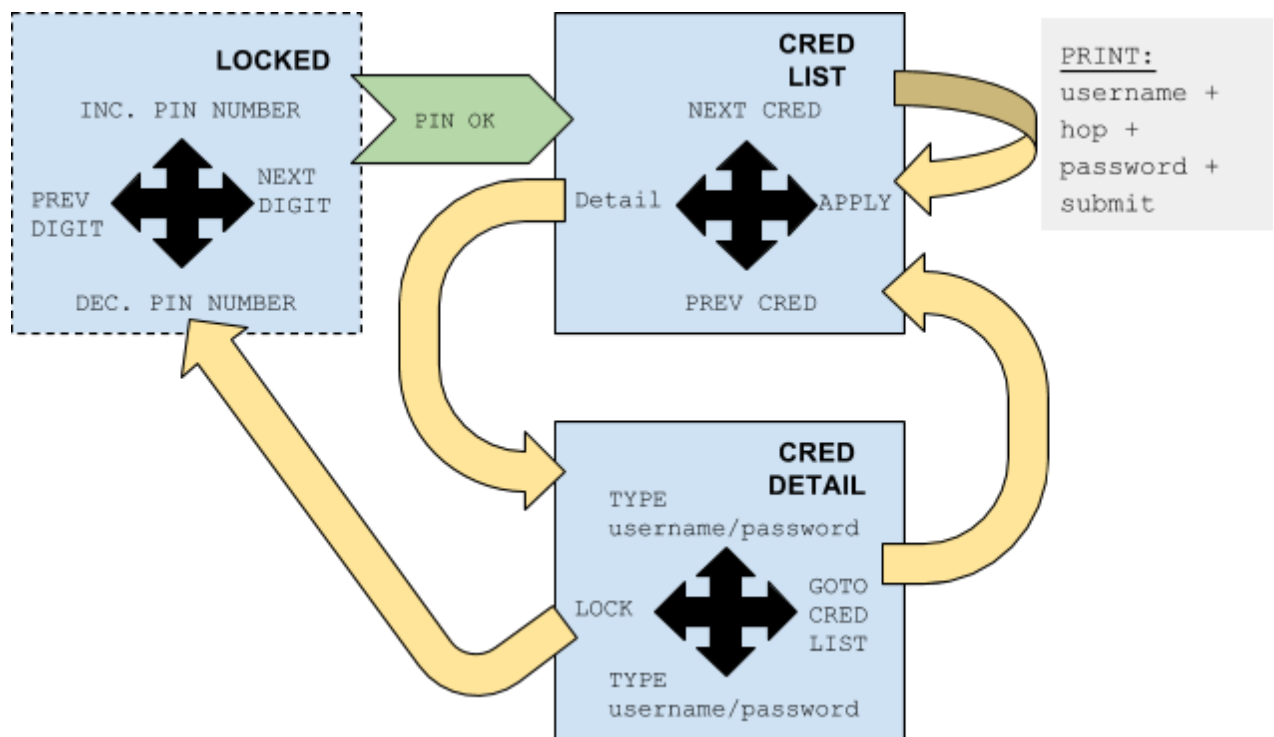 LOCKED
INC. PIN NUMBER
PREV
DIGIT
NEXT
DIGIT
DEC. PIN NUMBER
PIN OK
CRED
LIST
NEXT CRED
Detail
APPLY
PREV CRED
PRINT:
username +
hop +
password +
submit
CRED
DETAIL
TYPE
username/password
LOCK
GOTO
CRED
LIST
TYPE
username/password